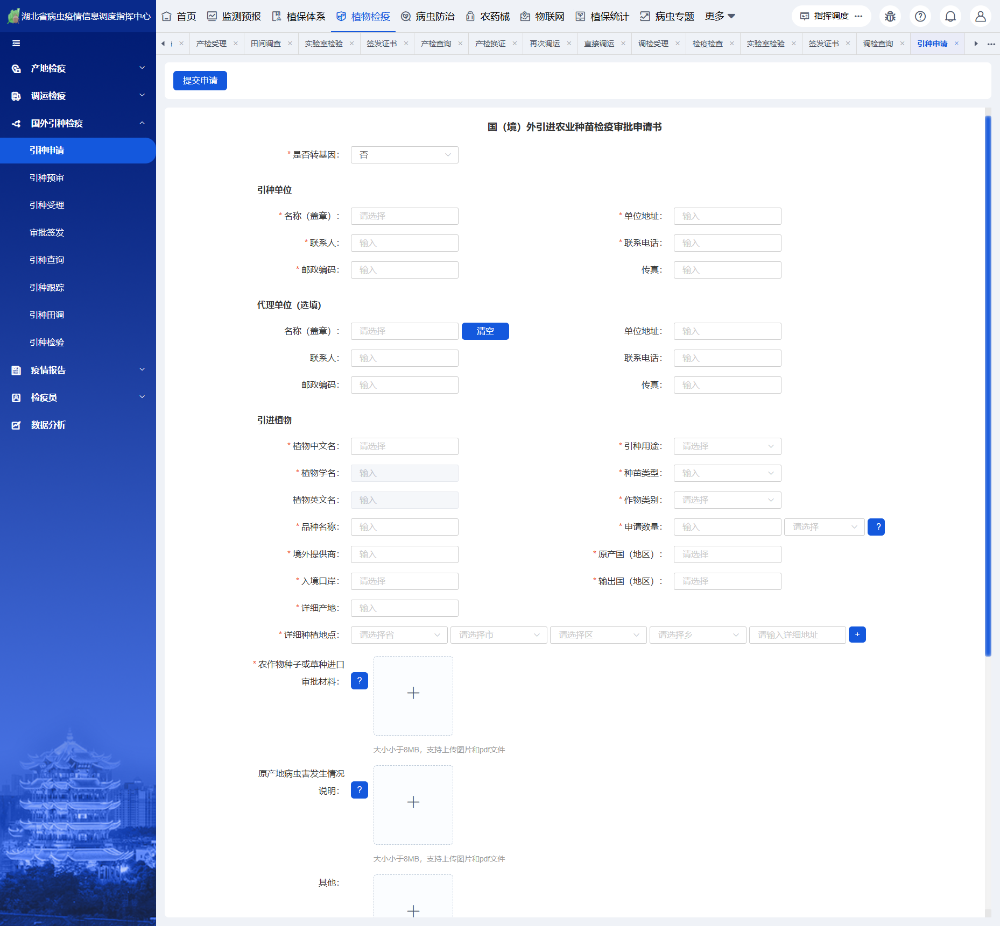 湖北省病虫疫情信息调度指挥中心
首页 监测预报 植保体系 植物检疫 病虫防治 农药械 物联网 植保统计 病虫专题 更多 指挥调度
产检受理 × 田间调查 × 实验室检验 × 签发证书 × 产检查询 × 产检换证 × 再次调运 × 直接调运 × 调检受理 × 检疫检查 × 实验室检验 × 签发证书 × 调检查询 × 引种申请 ×
产地检疫
调运检疫
国外引种检疫
引种申请
引种预审
引种受理
审批签发
引种查询
引种跟踪
引种田调
引种检验
疫情报告
检疫员
数据分析
提交申请
国（境）外引进农业种苗检疫审批申请书
* 是否转基因： 否
引种单位
* 名称（盖章）： 请选择 * 单位地址： 输入
* 联系人： 输入 * 联系电话： 输入
* 邮政编码： 输入 传真： 输入
代理单位（选填）
名称（盖章）： 请选择 清空 单位地址： 输入
联系人： 输入 联系电话： 输入
邮政编码： 输入 传真： 输入
引进植物
* 植物中文名： 请选择 * 引种用途： 请选择
* 植物学名： 输入 * 种苗类型： 输入
植物英文名： 输入 * 作物类别： 请选择
* 品种名称： 输入 * 申请数量： 输入 请选择 ?
* 境外提供商： 输入 * 原产国（地区）： 请选择
* 入境口岸： 请选择 * 输出国（地区）： 请选择
* 详细产地： 输入
* 详细种植地点： 请选择省 请选择市 请选择区 请选择乡 请输入详细地址 +
* 农作物种子或草种进口
审批材料： ?
大小小于8MB，支持上传图片和pdf文件
原产地病虫害发生情况
说明： ?
大小小于8MB，支持上传图片和pdf文件
其他：